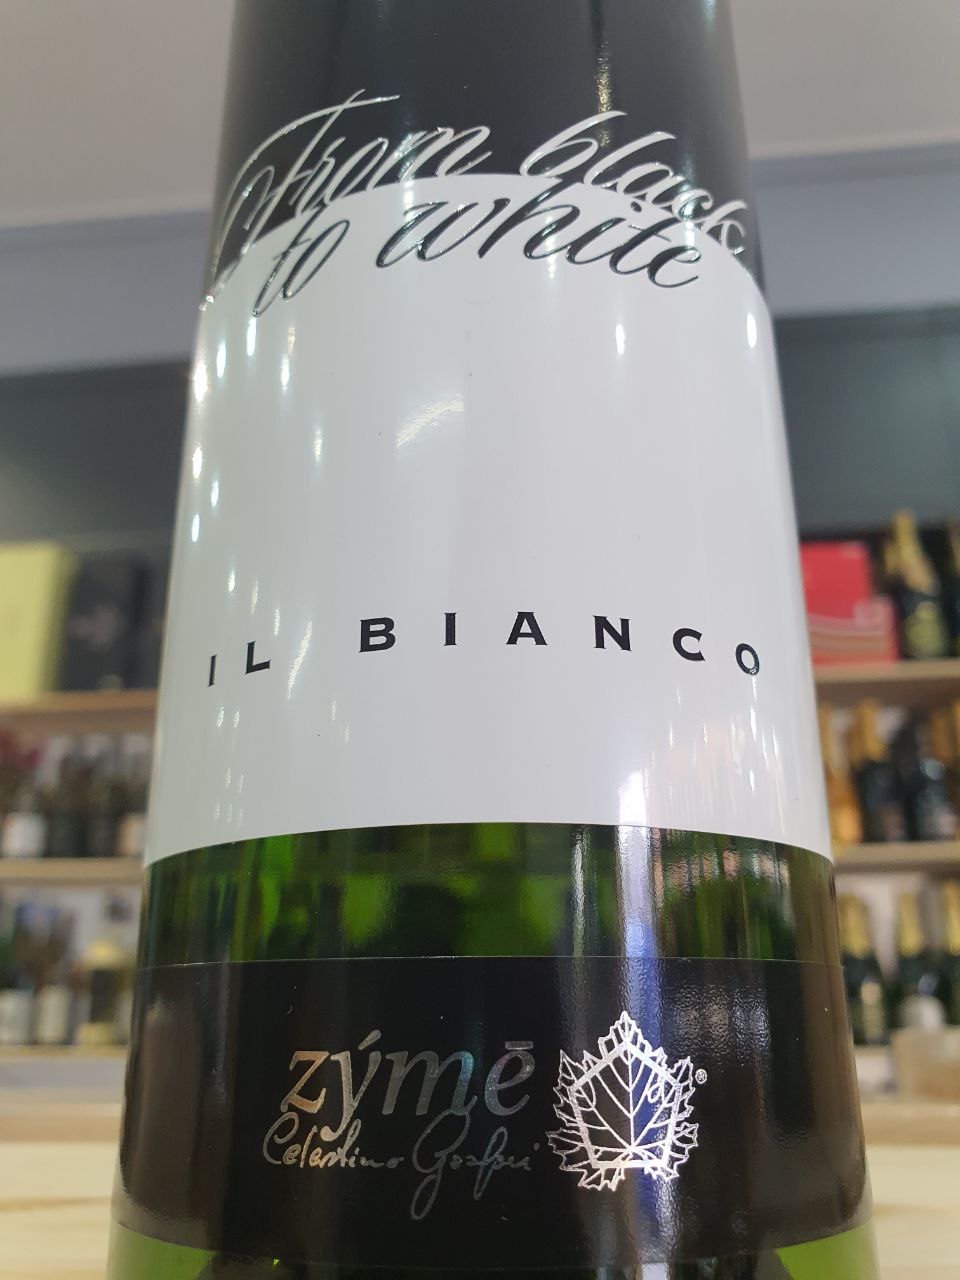 From black
to white
IL BIANCO
zýmē
Celestino Gaspari
®